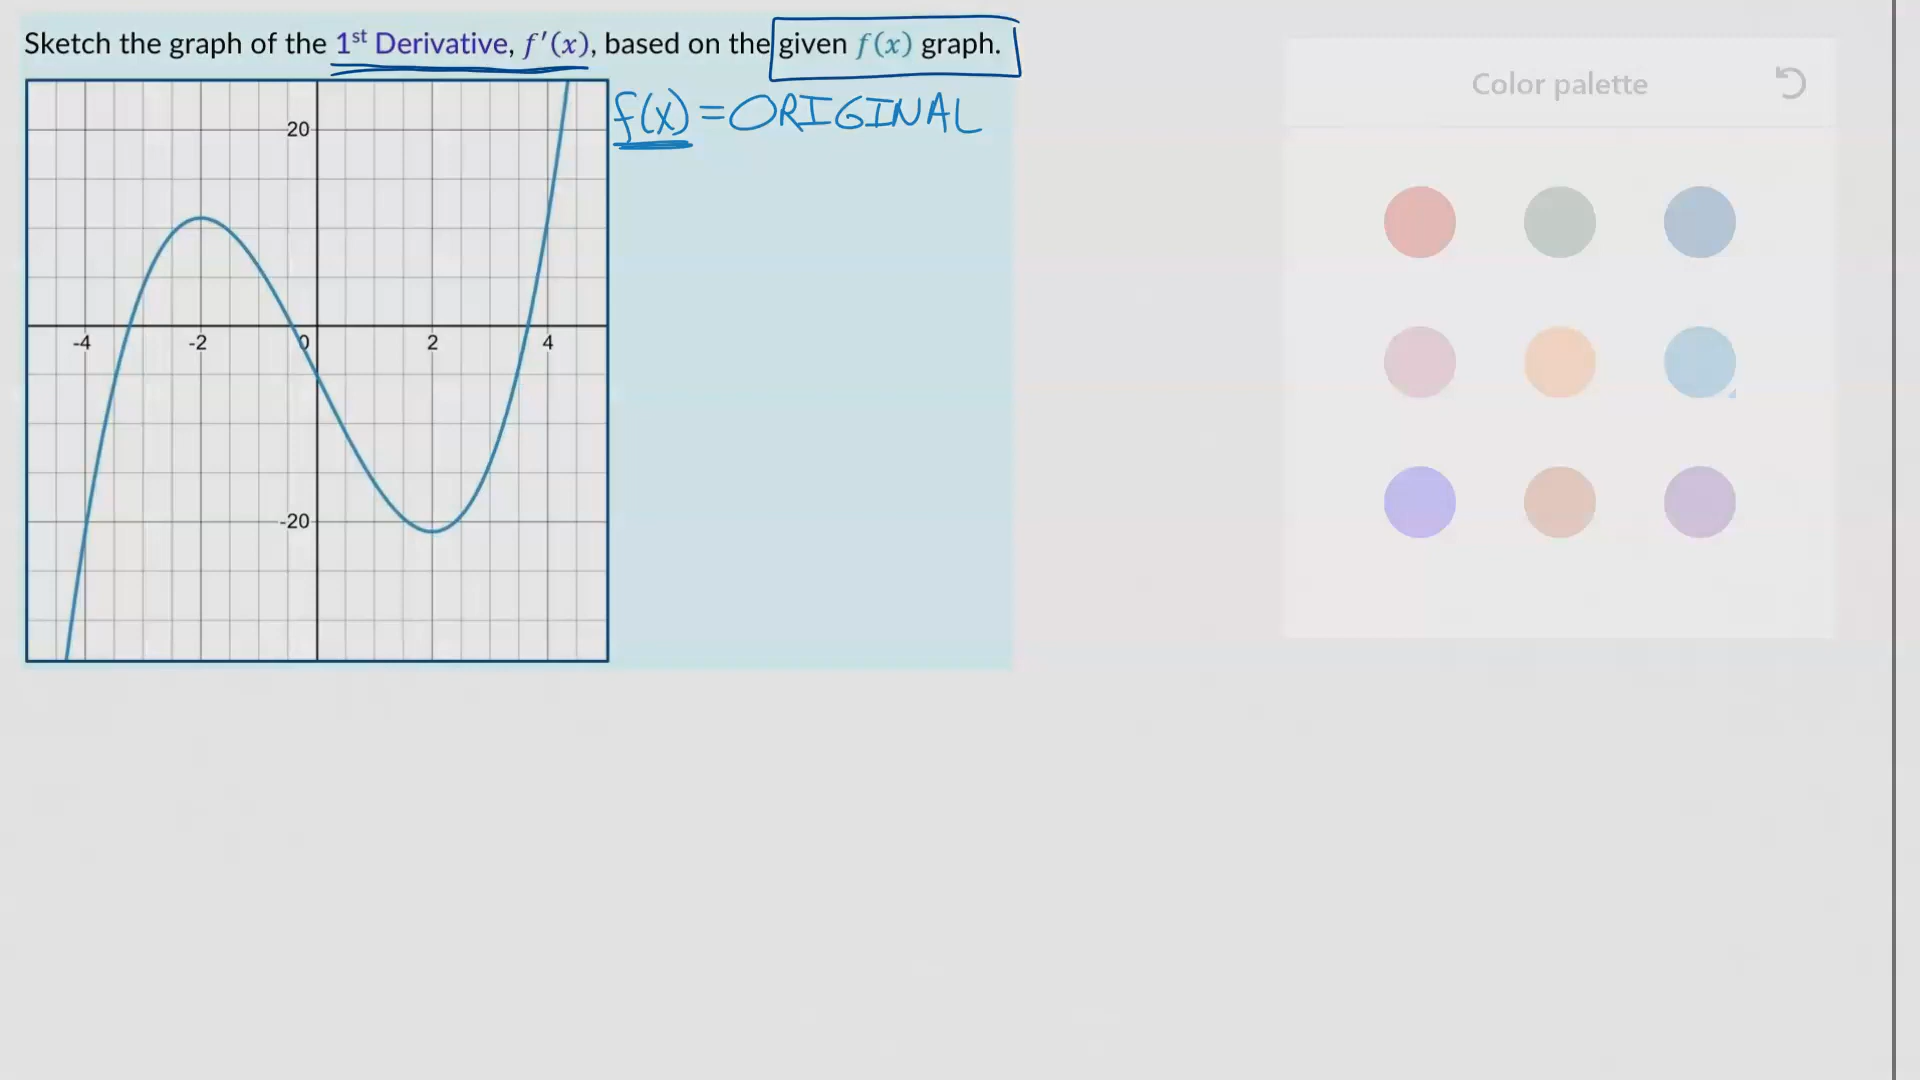 Sketch the graph of the 1st Derivative, f′(x), based on the given f(x) graph.
Color palette
f(x) = ORIGINAL
20
-4 -2 0 2 4
-20